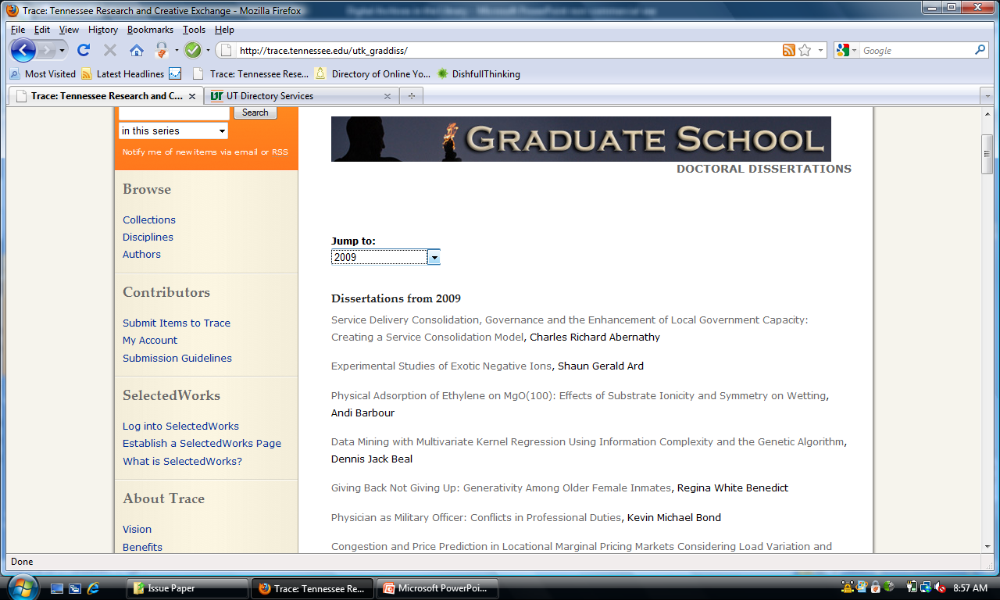 Trace: Tennessee Research and Creative Exchange - Mozilla Firefox
File Edit View History Bookmarks Tools Help
http://trace.tennessee.edu/utk_graddiss/
Google
Most Visited Latest Headlines Trace: Tennessee Rese... Directory of Online Yo... DishfullThinking
Trace: Tennessee Research and C... UT Directory Services
Search
in this series
Notify me of new items via email or RSS
Browse
Collections
Disciplines
Authors
Contributors
Submit Items to Trace
My Account
Submission Guidelines
SelectedWorks
Log into SelectedWorks
Establish a SelectedWorks Page
What is SelectedWorks?
About Trace
Vision
Benefits
GRADUATE SCHOOL
DOCTORAL DISSERTATIONS
Jump to:
2009
Dissertations from 2009
Service Delivery Consolidation, Governance and the Enhancement of Local Government Capacity:
Creating a Service Consolidation Model, Charles Richard Abernathy
Experimental Studies of Exotic Negative Ions, Shaun Gerald Ard
Physical Adsorption of Ethylene on MgO(100): Effects of Substrate Ionicity and Symmetry on Wetting,
Andi Barbour
Data Mining with Multivariate Kernel Regression Using Information Complexity and the Genetic Algorithm,
Dennis Jack Beal
Giving Back Not Giving Up: Generativity Among Older Female Inmates, Regina White Benedict
Physician as Military Officer: Conflicts in Professional Duties, Kevin Michael Bond
Congestion and Price Prediction in Locational Marginal Pricing Markets Considering Load Variation and
Done
Issue Paper Trace: Tennessee Re... Microsoft PowerPoi... 8:57 AM